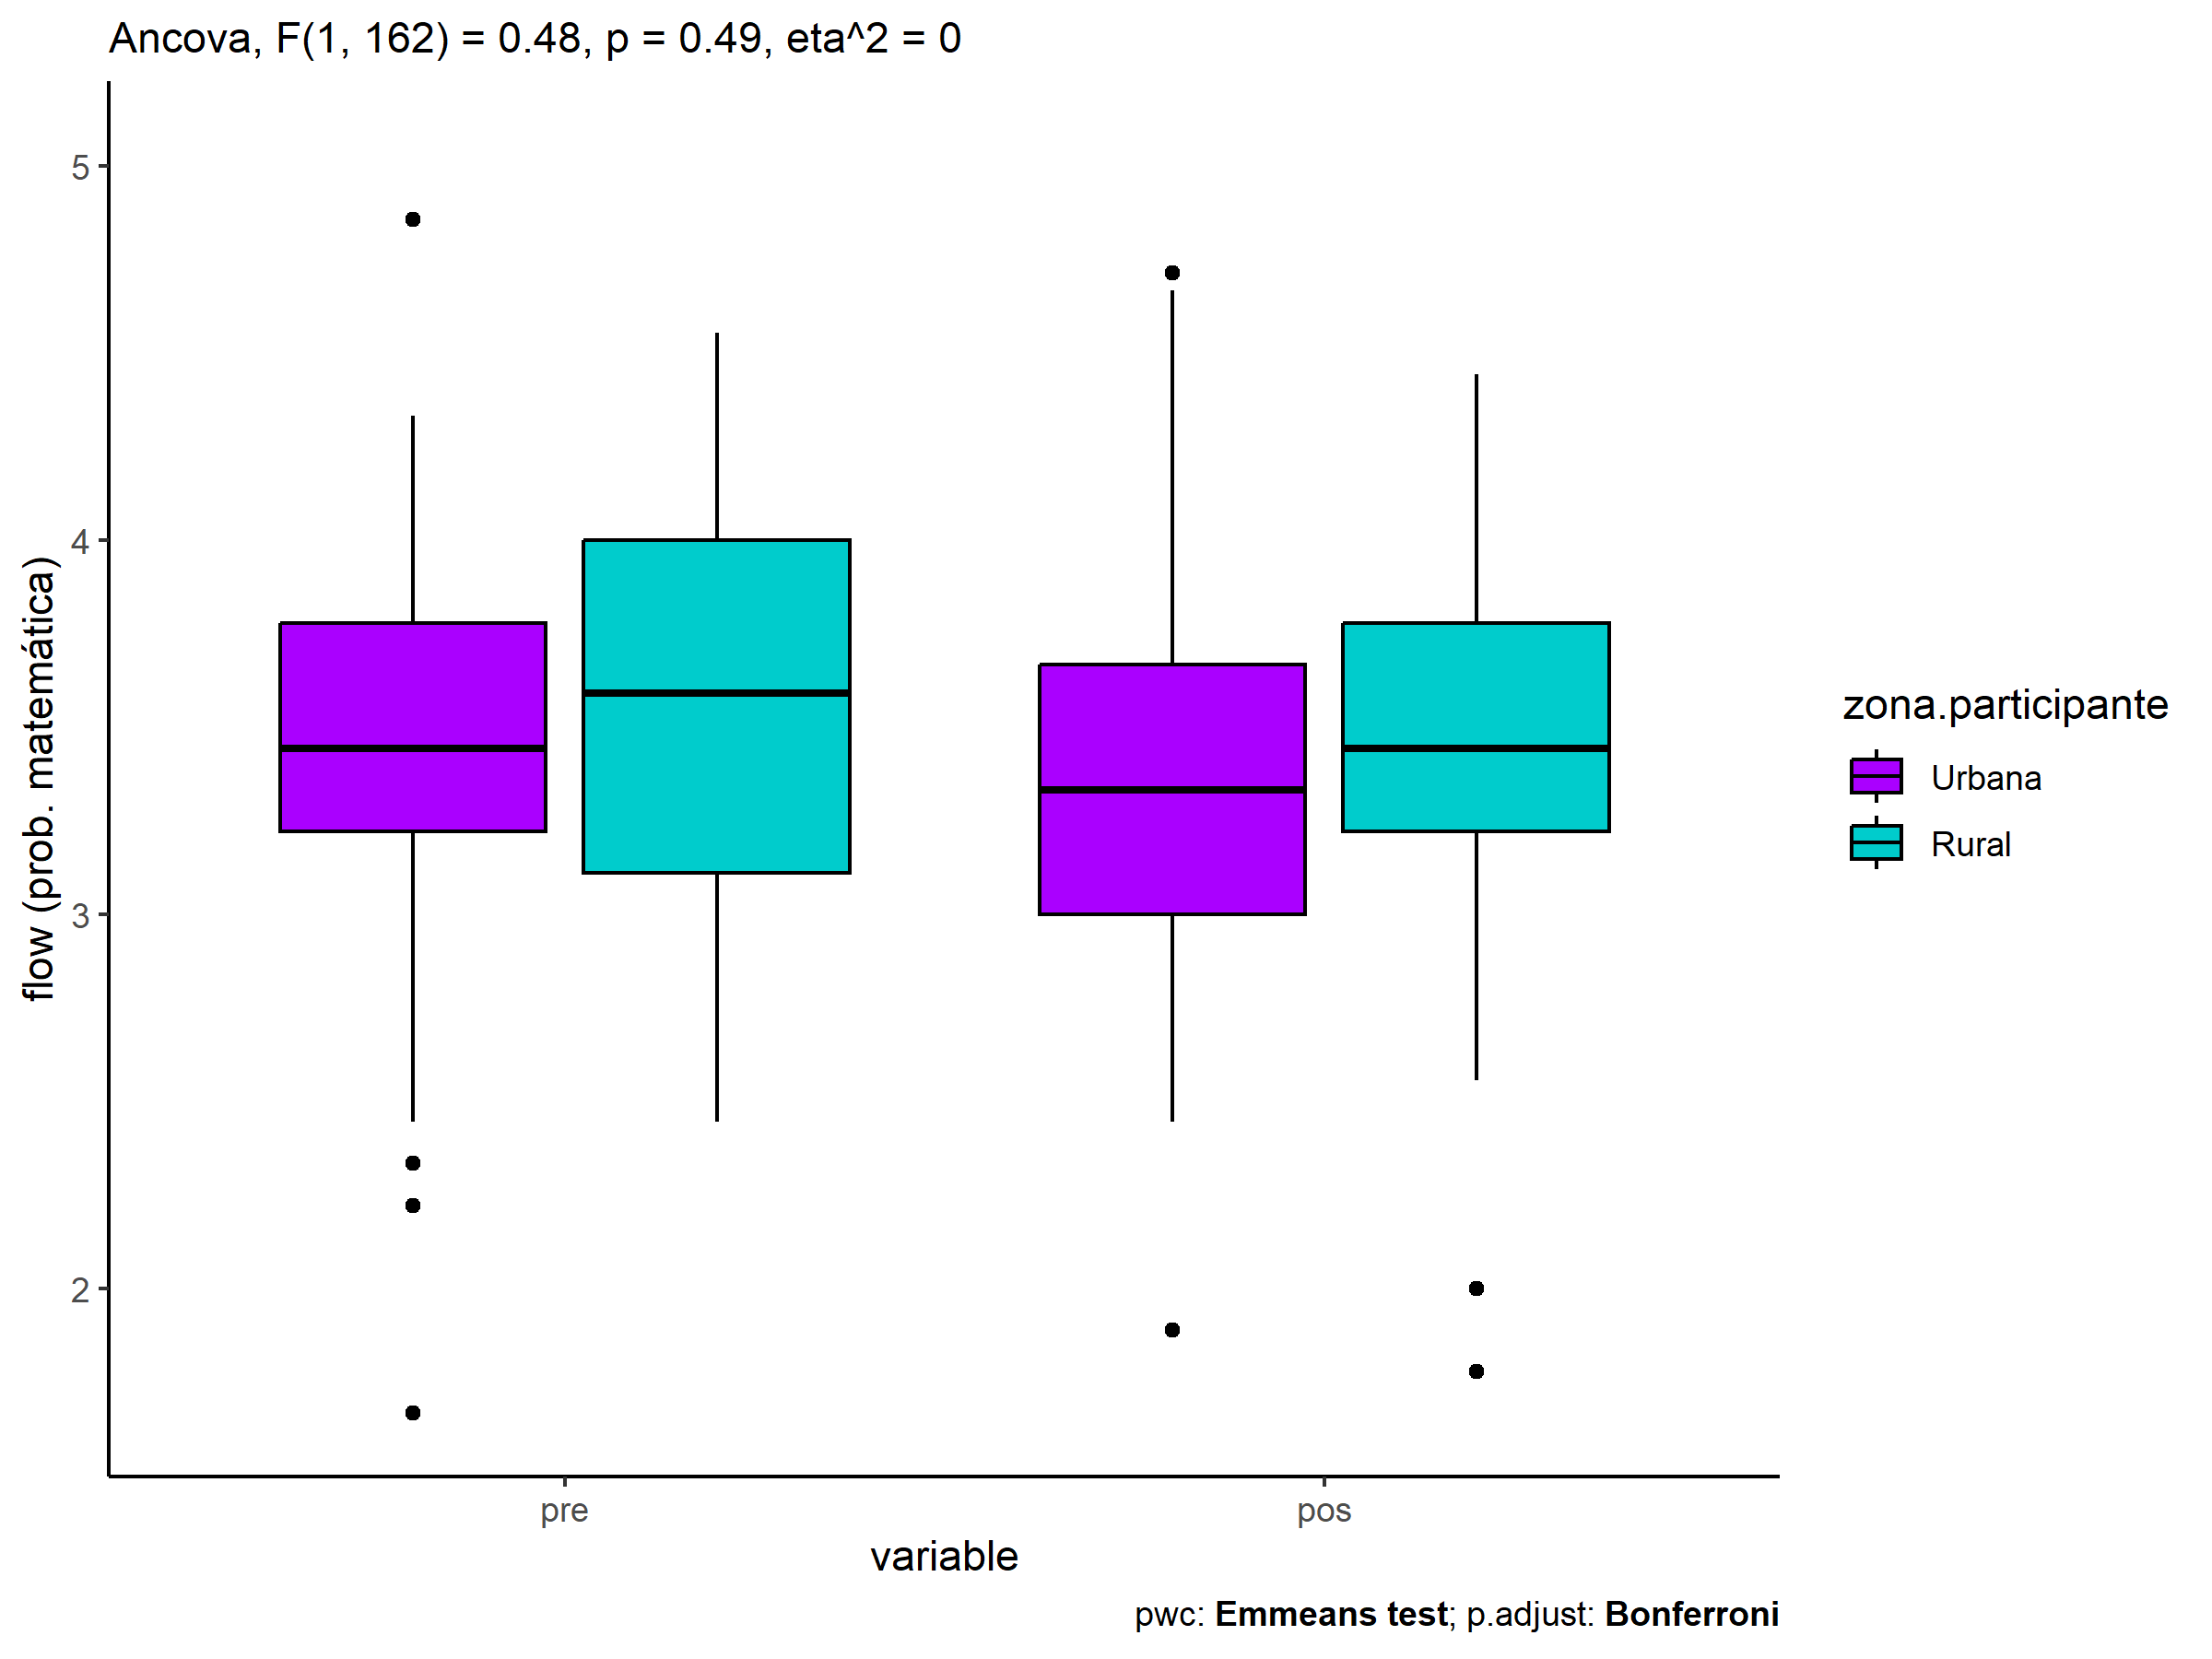 Ancova, F(1, 162) = 0.48, p = 0.49, eta^2 = 0
flow (prob. matemática)
5
4
3
2
pre
pos
variable
zona.participante
Urbana
Rural
pwc: Emmeans test; p.adjust: Bonferroni